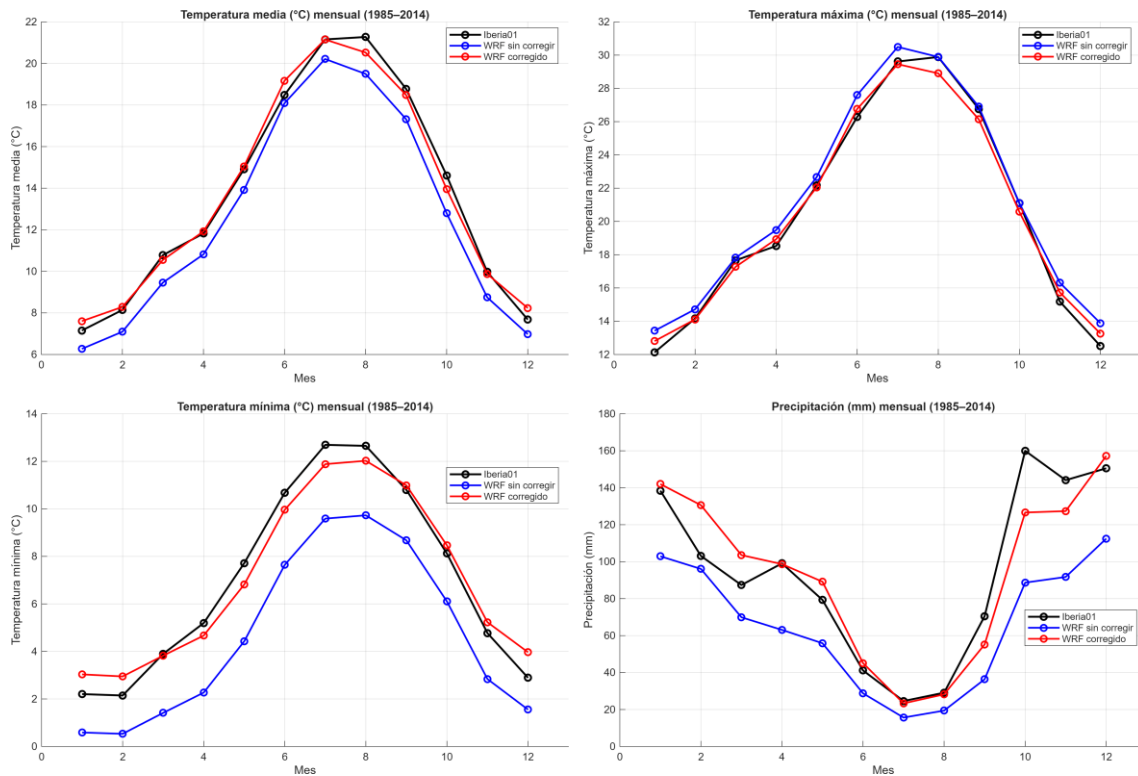 Temperatura media (°C) mensual (1985–2014)
22
20
18
16
14
12
10
8
6
Temperatura media (°C)
Iberia01
WRF sin corregir
WRF corregido
0
2
4
6
8
10
12
Mes
Temperatura máxima (°C) mensual (1985–2014)
32
30
28
26
24
22
20
18
16
14
12
Temperatura máxima (°C)
Iberia01
WRF sin corregir
WRF corregido
0
2
4
6
8
10
12
Mes
Temperatura mínima (°C) mensual (1985–2014)
14
12
10
8
6
4
2
0
Temperatura mínima (°C)
Iberia01
WRF sin corregir
WRF corregido
0
2
4
6
8
10
12
Mes
Precipitación (mm) mensual (1985–2014)
180
160
140
120
100
80
60
40
20
0
Precipitación (mm)
Iberia01
WRF sin corregir
WRF corregido
0
2
4
6
8
10
12
Mes